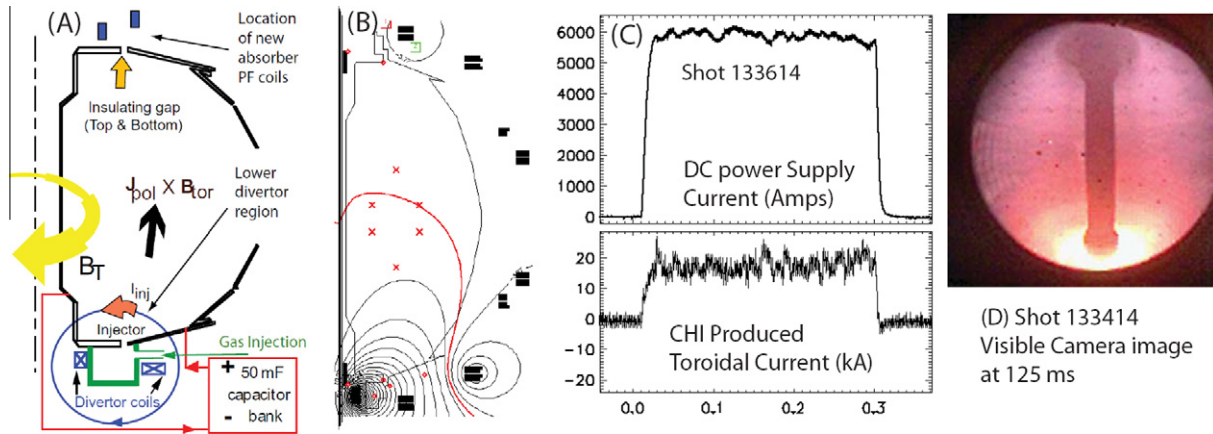 (A)
Location
of new
absorber
PF coils
Insulating gap
(Top & Bottom)
Jpol X Btor
Lower
divertor
region
BT
Iinj
Injector
Gas Injection
+ 50 mF
capacitor
- bank
Divertor coils
(B)
(C)
6000
5000
4000
3000
2000
1000
0
Shot 133614
DC power Supply
Current (Amps)
20
10
0
-10
-20
CHI Produced
Toroidal Current (kA)
0.0
0.1
0.2
0.3
(D) Shot 133414
Visible Camera image
at 125 ms